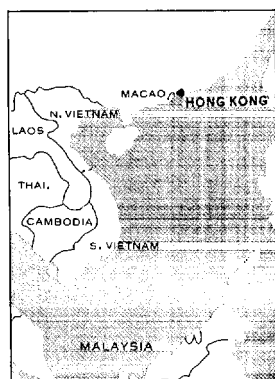 MACAO
HONG KONG
N. VIETNAM
LAOS
THAI.
CAMBODIA
S. VIETNAM
MALAYSIA